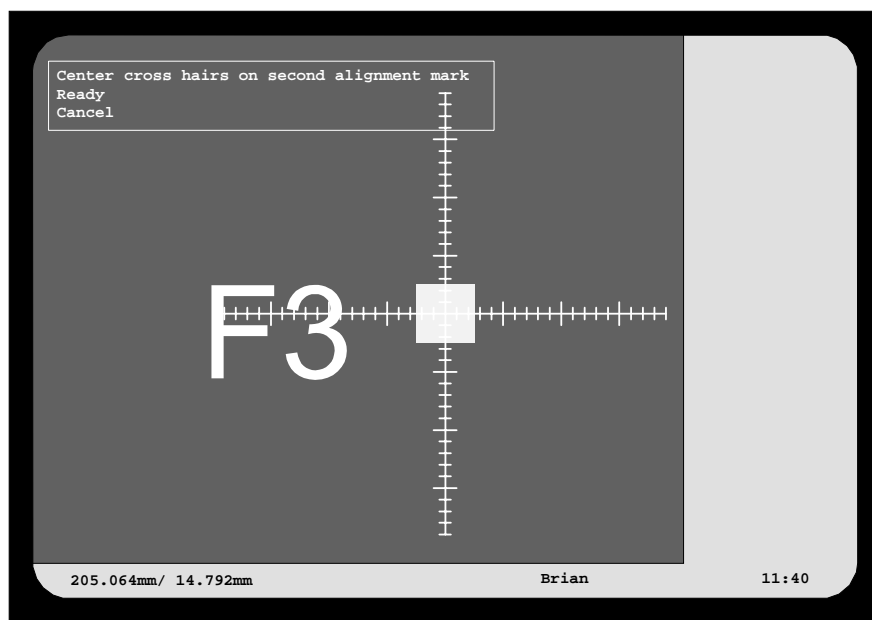 Center cross hairs on second alignment mark
Ready
Cancel
F3
205.064mm/ 14.792mm Brian 11:40